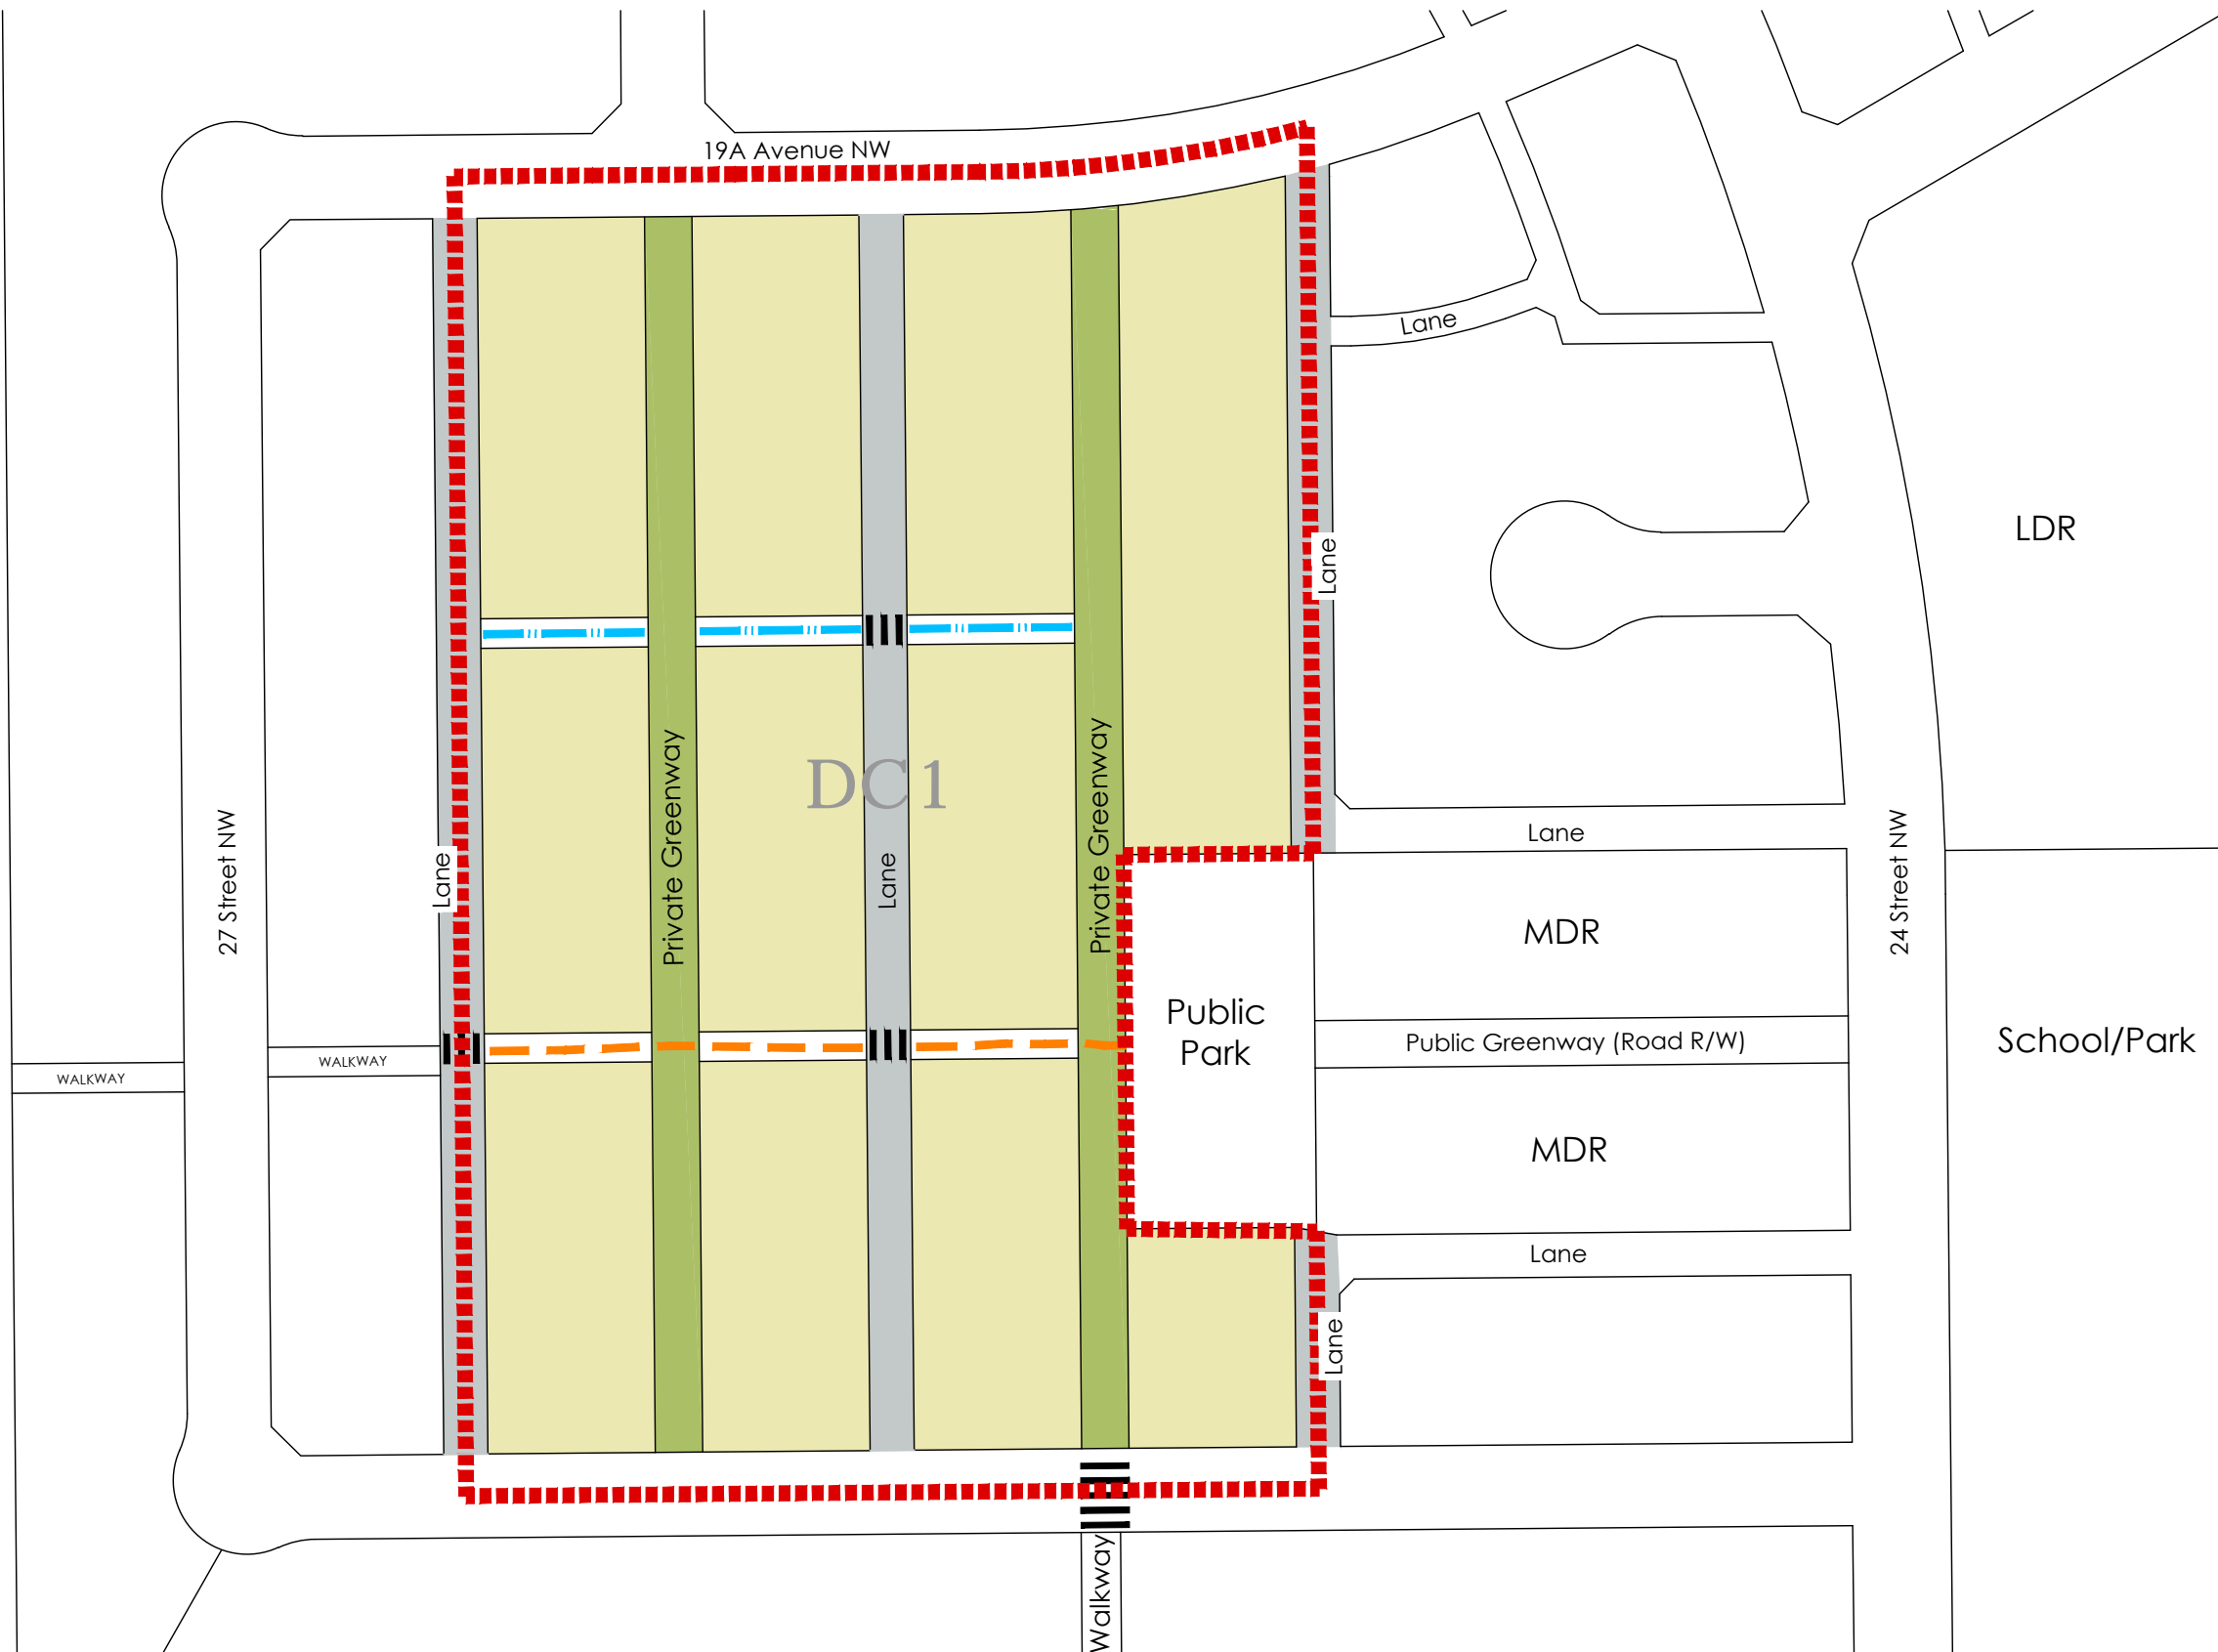 19A Avenue NW
Lane
LDR
Lane
Private Greenway
Private Greenway
DC1
27 Street NW
Lane
Lane
Lane
24 Street NW
MDR
Public
Park
Public Greenway (Road R/W)
School/Park
WALKWAY
WALKWAY
MDR
Lane
Lane
Walkway